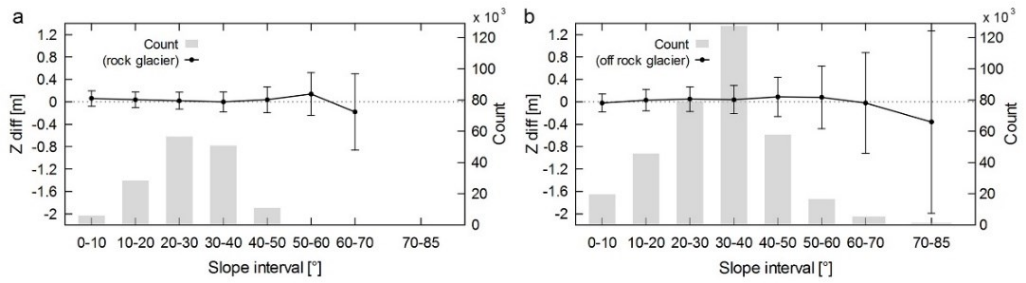 a
x 10³
Count
(rock glacier)
1.2
0.8
0.4
0
-0.4
-0.8
-1.2
-1.6
-2
Z diff [m]
120
100
80
60
40
20
0
Count
0-10 10-20 20-30 30-40 40-50 50-60 60-70 70-85
Slope interval [°]
b
x 10³
Count
(off rock glacier)
1.2
0.8
0.4
0
-0.4
-0.8
-1.2
-1.6
-2
Z diff [m]
120
100
80
60
40
20
0
Count
0-10 10-20 20-30 30-40 40-50 50-60 60-70 70-85
Slope interval [°]